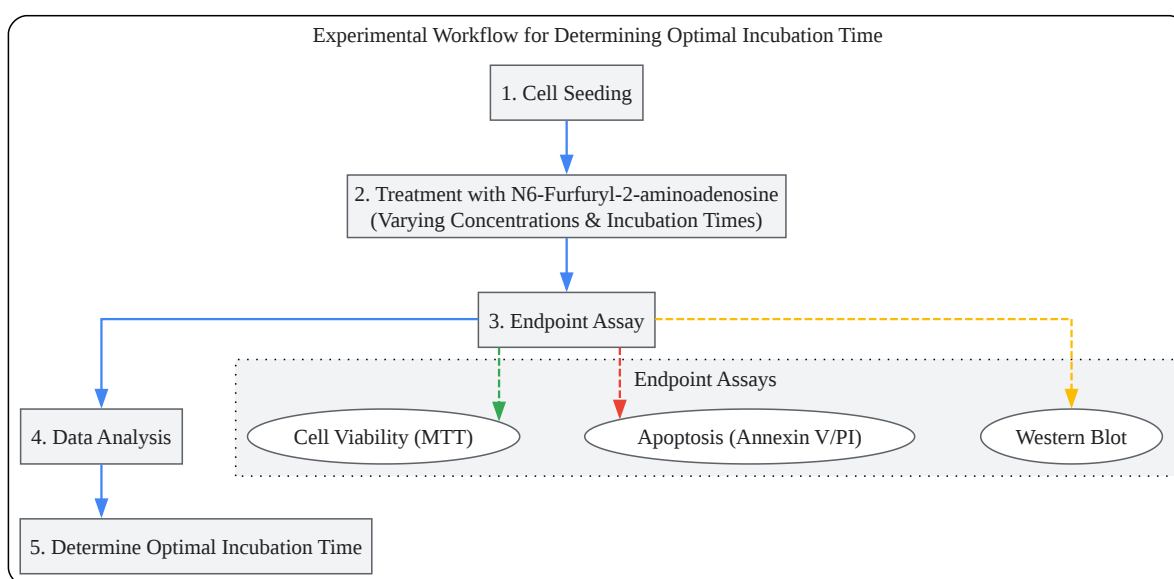 Experimental Workflow for Determining Optimal Incubation Time
1. Cell Seeding
2. Treatment with N6-Furfuryl-2-aminoadenosine
(Varying Concentrations & Incubation Times)
3. Endpoint Assay
Endpoint Assays
4. Data Analysis
Cell Viability (MTT)
Apoptosis (Annexin V/PI)
Western Blot
5. Determine Optimal Incubation Time